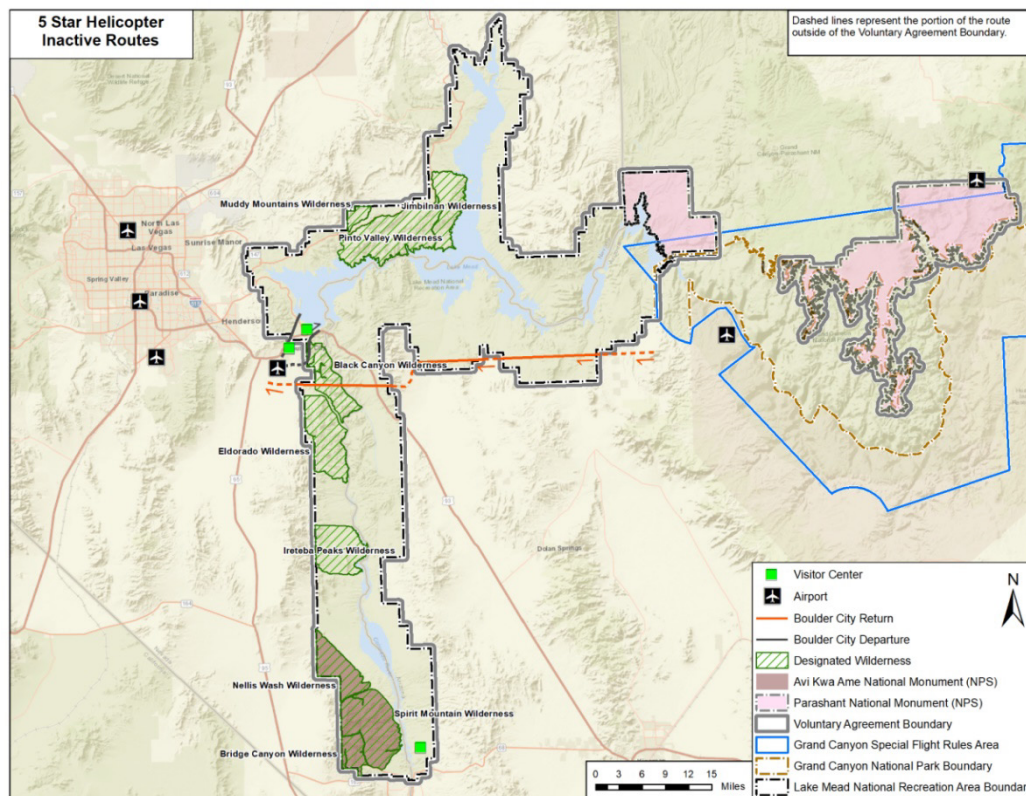 5 Star Helicopter
Inactive Routes
Dashed lines represent the portion of the route
outside of the Voluntary Agreement Boundary.
Muddy Mountains Wilderness
Jimbilnan Wilderness
Pinto Valley Wilderness
North Las
Vegas
Sunrise Manor
Las Vegas
Spring Valley
Paradise
Henderson
Black Canyon Wilderness
Eldorado Wilderness
Ireteba Peaks Wilderness
Dolan Springs
Nellis Wash Wilderness
Spirit Mountain Wilderness
Bridge Canyon Wilderness
Visitor Center
Airport
Boulder City Return
Boulder City Departure
Designated Wilderness
Avi Kwa Ame National Monument (NPS)
Parashant National Monument (NPS)
Voluntary Agreement Boundary
Grand Canyon Special Flight Rules Area
Grand Canyon National Park Boundary
Lake Mead National Recreation Area Boundar
N
0 3 6 9 12 15
Miles